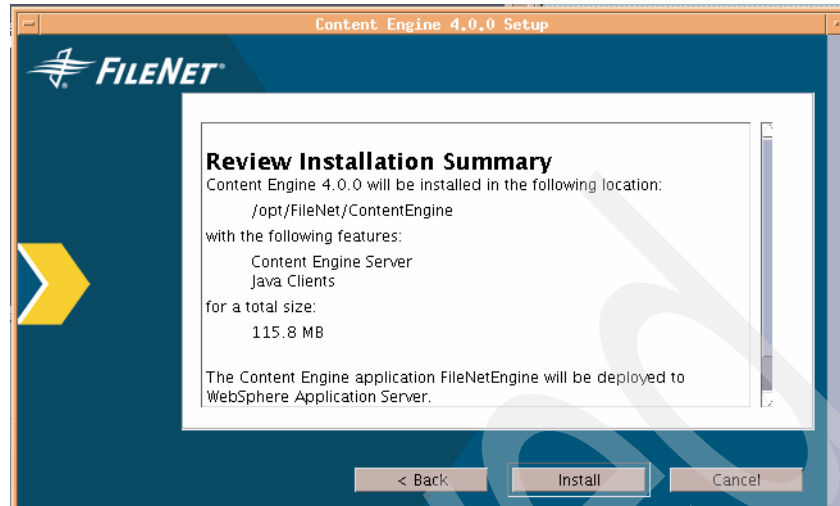 Content Engine 4.0.0 Setup
FILENET
Review Installation Summary
Content Engine 4.0.0 will be installed in the following location:
/opt/FileNet/ContentEngine
with the following features:
Content Engine Server
Java Clients
for a total size:
115.8 MB
The Content Engine application FileNetEngine will be deployed to
WebSphere Application Server.
< Back
Install
Cancel